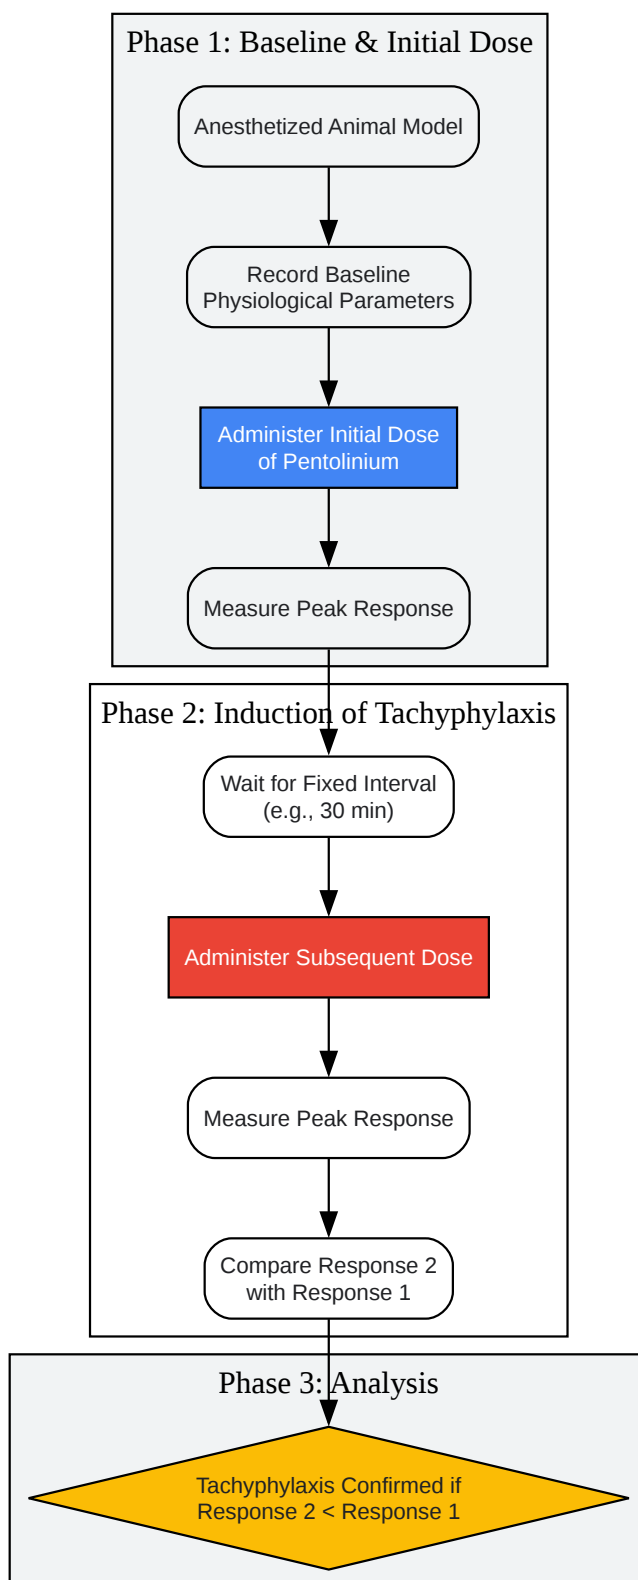 Phase 1: Baseline & Initial Dose
Anesthetized Animal Model
Record Baseline
Physiological Parameters
Administer Initial Dose
of Pentolinium
Measure Peak Response
Phase 2: Induction of Tachyphylaxis
Wait for Fixed Interval
(e.g., 30 min)
Administer Subsequent Dose
Measure Peak Response
Compare Response 2
with Response 1
Phase 3: Analysis
Tachyphylaxis Confirmed if
Response 2 < Response 1